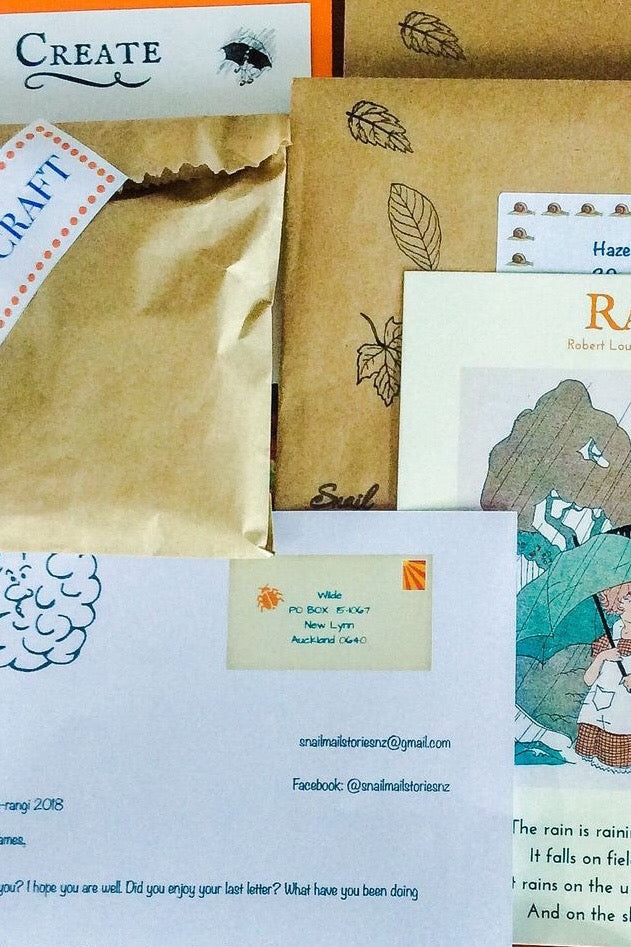 CREATE
CRAFT
Haze
RA
Robert Lou
Snail
Wilde
PO BOX 15-1067
New Lynn
Auckland 0640
snailmailstoriesnz@gmail.com
Facebook: @snailmailstoriesnz
-rangi 2018
ames,
you? I hope you are well. Did you enjoy your last letter? What have you been doing
The rain is raini
It falls on fiel
t rains on the u
And on the sh